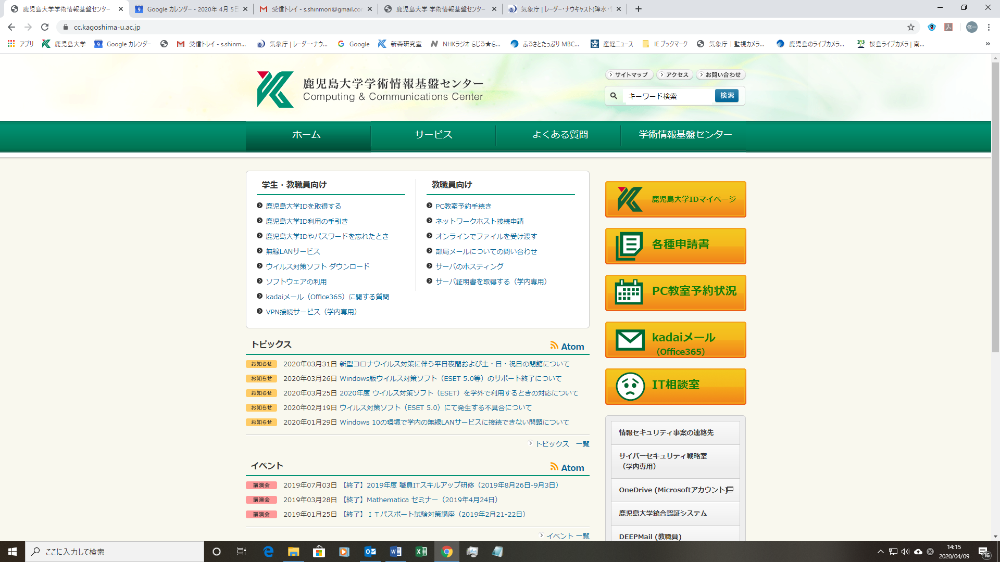 鹿児島大学学術情報基盤センター
Google カレンダー - 2020年 4月 5日
受信トレイ - s.shinmori@gmail.co
鹿児島大学 学術情報基盤センター
気象庁 | レーダー・ナウキャスト(降水・
cc.kagoshima-u.ac.jp
修一
アプリ
鹿児島大学
Google カレンダー
受信トレイ - s.shinm...
気象庁 | レーダー・ナウ...
Google
新森研究室
NHKラジオ らじる★ら...
ふるさとたっぷり MBC...
産経ニュース
IE ブックマーク
気象庁｜監視カメラ...
鹿児島のライブカメラ...
桜島ライブカメラ | 南...
»
鹿児島大学学術情報基盤センター
Computing & Communications Center
サイトマップ
アクセス
お問い合わせ
キーワード検索
検索
ホーム
サービス
よくある質問
学術情報基盤センター
学生・教職員向け
鹿児島大学IDを取得する
鹿児島大学ID利用の手引き
鹿児島大学IDやパスワードを忘れたとき
無線LANサービス
ウイルス対策ソフト ダウンロード
ソフトウェアの利用
kadaiメール（Office365）に関する質問
VPN接続サービス（学内専用）
教職員向け
PC教室予約手続き
ネットワークホスト接続申請
オンラインでファイルを受け渡す
部局メールについての問い合わせ
サーバのホスティング
サーバ証明書を取得する（学内専用）
鹿児島大学IDマイページ
各種申請書
PC教室予約状況
kadaiメール
（Office365）
IT相談室
トピックス
Atom
お知らせ 2020年03月31日 新型コロナウイルス対策に伴う平日夜間および土・日・祝日の閉館について
お知らせ 2020年03月26日 Windows版ウイルス対策ソフト（ESET 5.0等）のサポート終了について
お知らせ 2020年03月25日 2020年度 ウイルス対策ソフト（ESET）を学外で利用するときの対応について
お知らせ 2020年02月19日 ウイルス対策ソフト（ESET 5.0）にて発生する不具合について
お知らせ 2020年01月29日 Windows 10の環境で学内の無線LANサービスに接続できない問題について
トピックス 一覧
イベント
Atom
講演会 2019年07月03日 【終了】2019年度 職員ITスキルアップ研修（2019年8月26日-9月3日）
講演会 2019年03月28日 【終了】Mathematica セミナー（2019年4月24日）
講演会 2019年01月25日 【終了】ＩＴパスポート試験対策講座（2019年2月21-22日）
イベント 一覧
情報セキュリティ事案の連絡先
サイバーセキュリティ戦略室
（学内専用）
OneDrive (Microsoftアカウント)
鹿児島大学統合認証システム
DEEPMail (教職員)
ここに入力して検索
14:15
2020/04/09
16